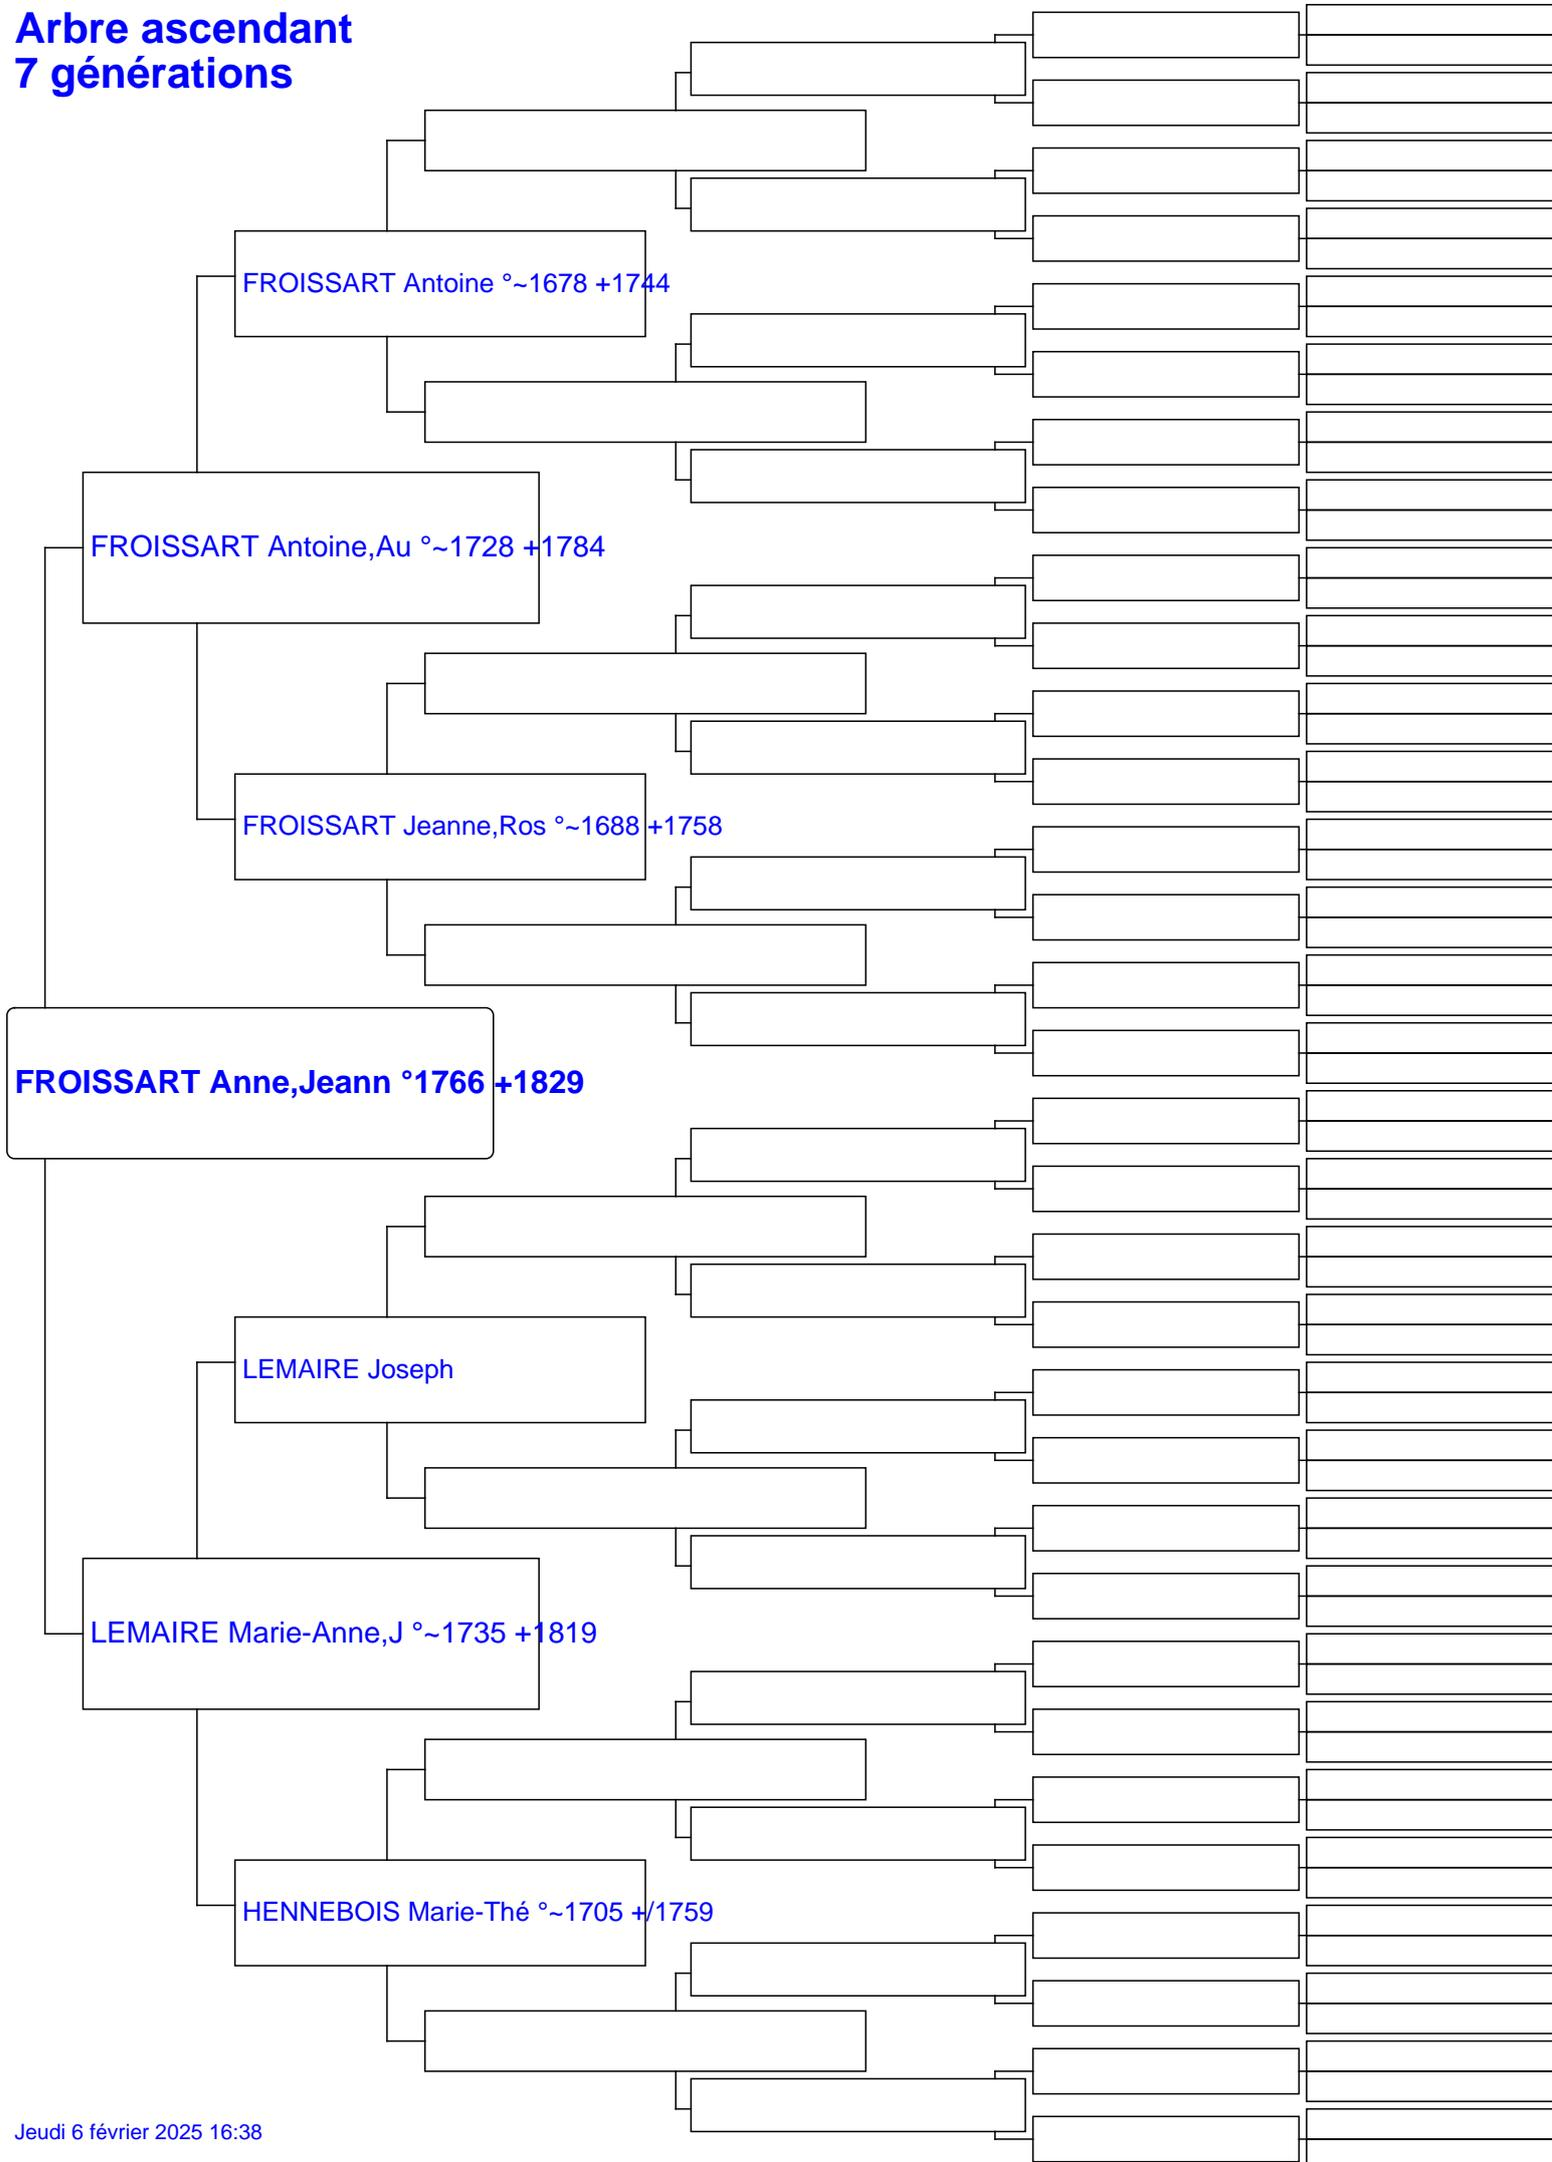 Arbre ascendant
7 générations
FROISSART Antoine °~1678 +1744
FROISSART Antoine,Au °~1728 +1784
FROISSART Jeanne,Ros °~1688 +1758
FROISSART Anne,Jeann °1766 +1829
LEMAIRE Joseph
LEMAIRE Marie-Anne,J °~1735 +1819
HENNEBOIS Marie-Thé °~1705 +/1759
Jeudi 6 février 2025 16:38